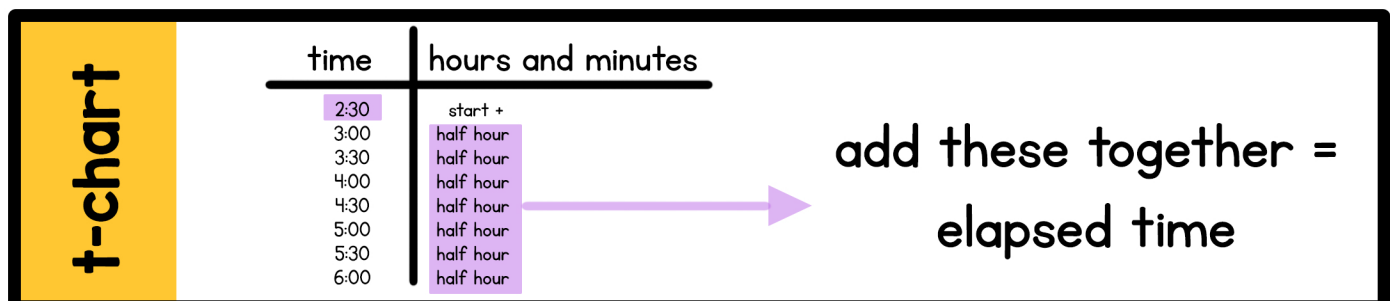 t-chart
time hours and minutes
2:30 start +
3:00 half hour
3:30 half hour
4:00 half hour
4:30 half hour
5:00 half hour
5:30 half hour
6:00 half hour
add these together =
elapsed time